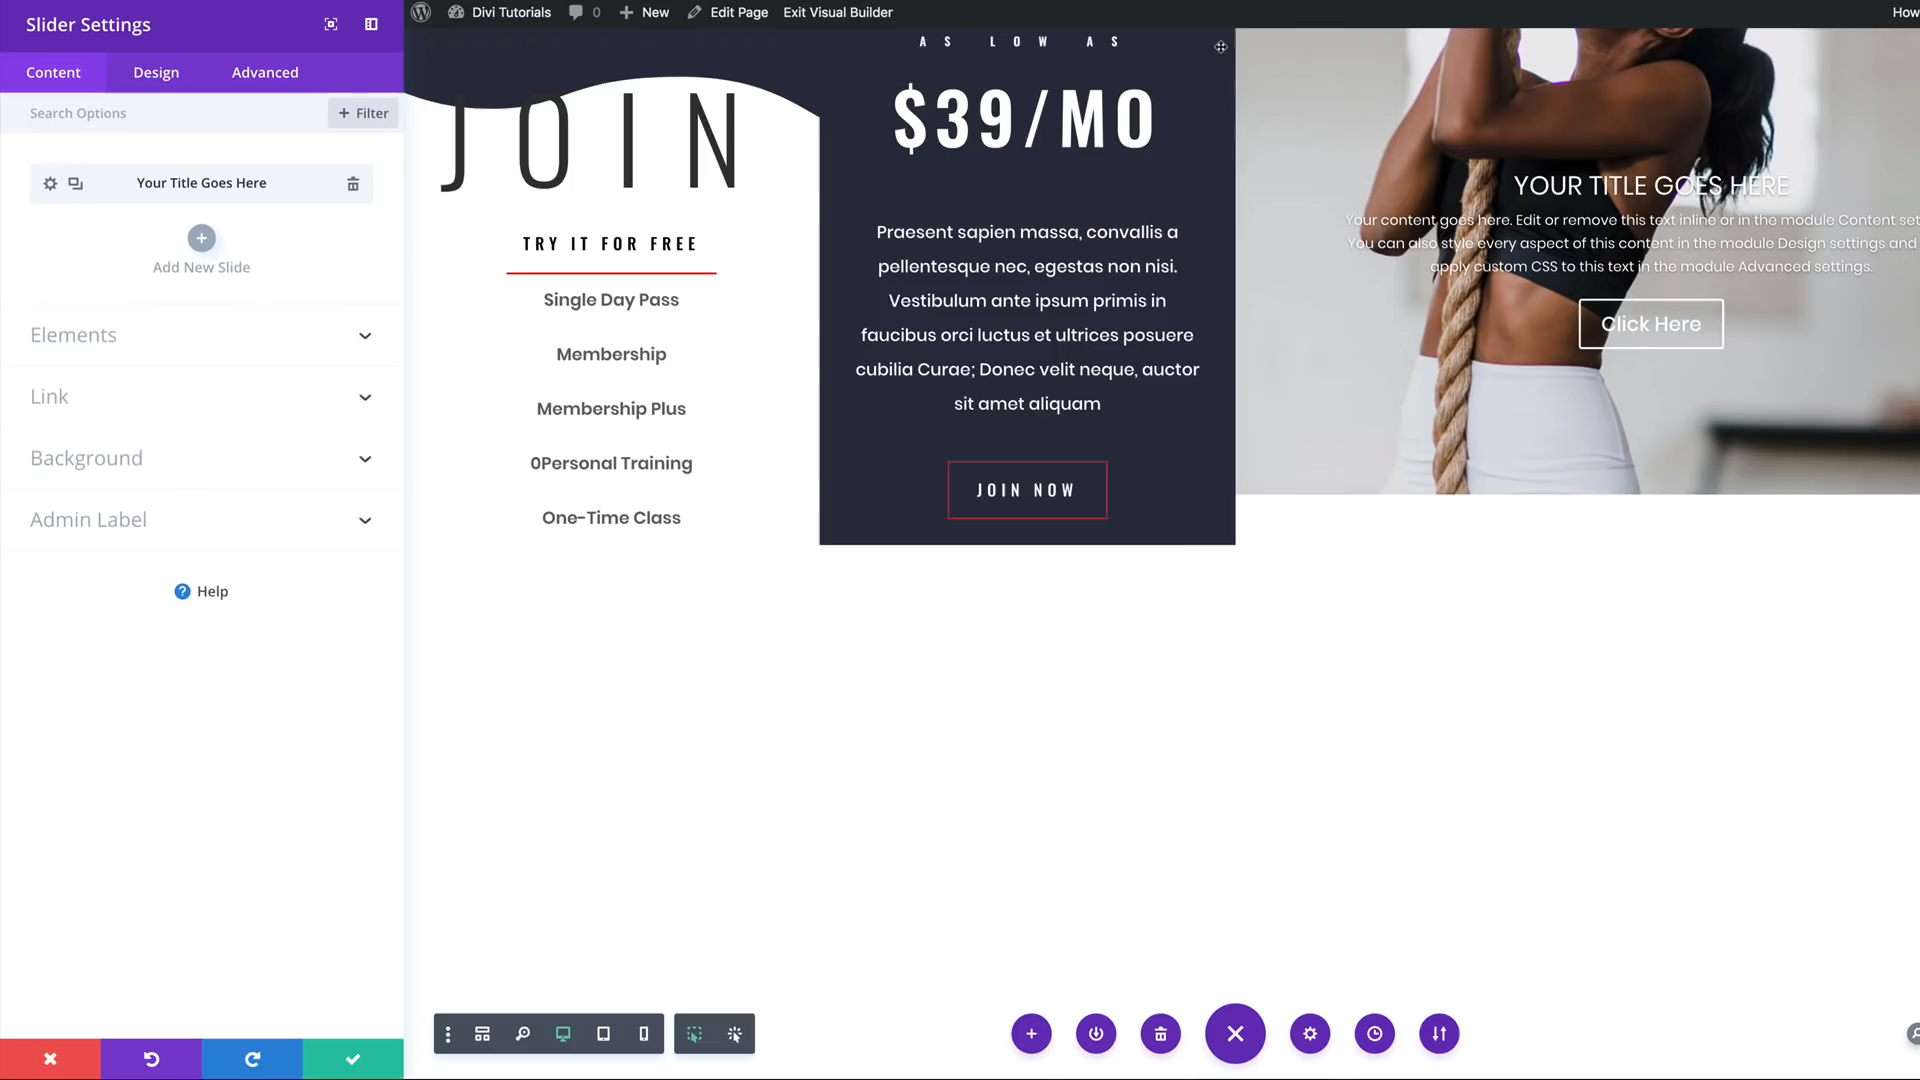 Slider Settings
Content
Design
Advanced
Search Options
+ Filter
Your Title Goes Here
Add New Slide
Elements
Link
Background
Admin Label
? Help
Divi Tutorials
0
New
Edit Page
Exit Visual Builder
How
JOIN
TRY IT FOR FREE
Single Day Pass
Membership
Membership Plus
0Personal Training
One-Time Class
AS LOW AS
$39/MO
Praesent sapien massa, convallis a
pellentesque nec, egestas non nisi.
Vestibulum ante ipsum primis in
faucibus orci luctus et ultrices posuere
cubilia Curae; Donec velit neque, auctor
sit amet aliquam
JOIN NOW
YOUR TITLE GOES HERE
Your content goes here. Edit or remove this text inline or in the module Content set
You can also style every aspect of this content in the module Design settings and
apply custom CSS to this text in the module Advanced settings.
Click Here